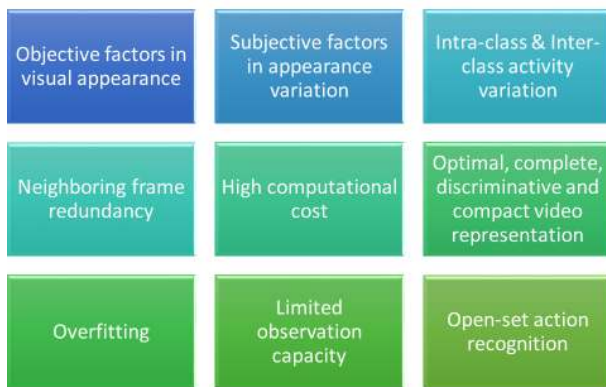 Objective factors in
visual appearance
Subjective factors
in appearance
variation
Intra-class & Inter-
class activity
variation
Neighboring frame
redundancy
High computational
cost
Optimal, complete,
discriminative and
compact video
representation
Overfitting
Limited
observation
capacity
Open-set action
recognition